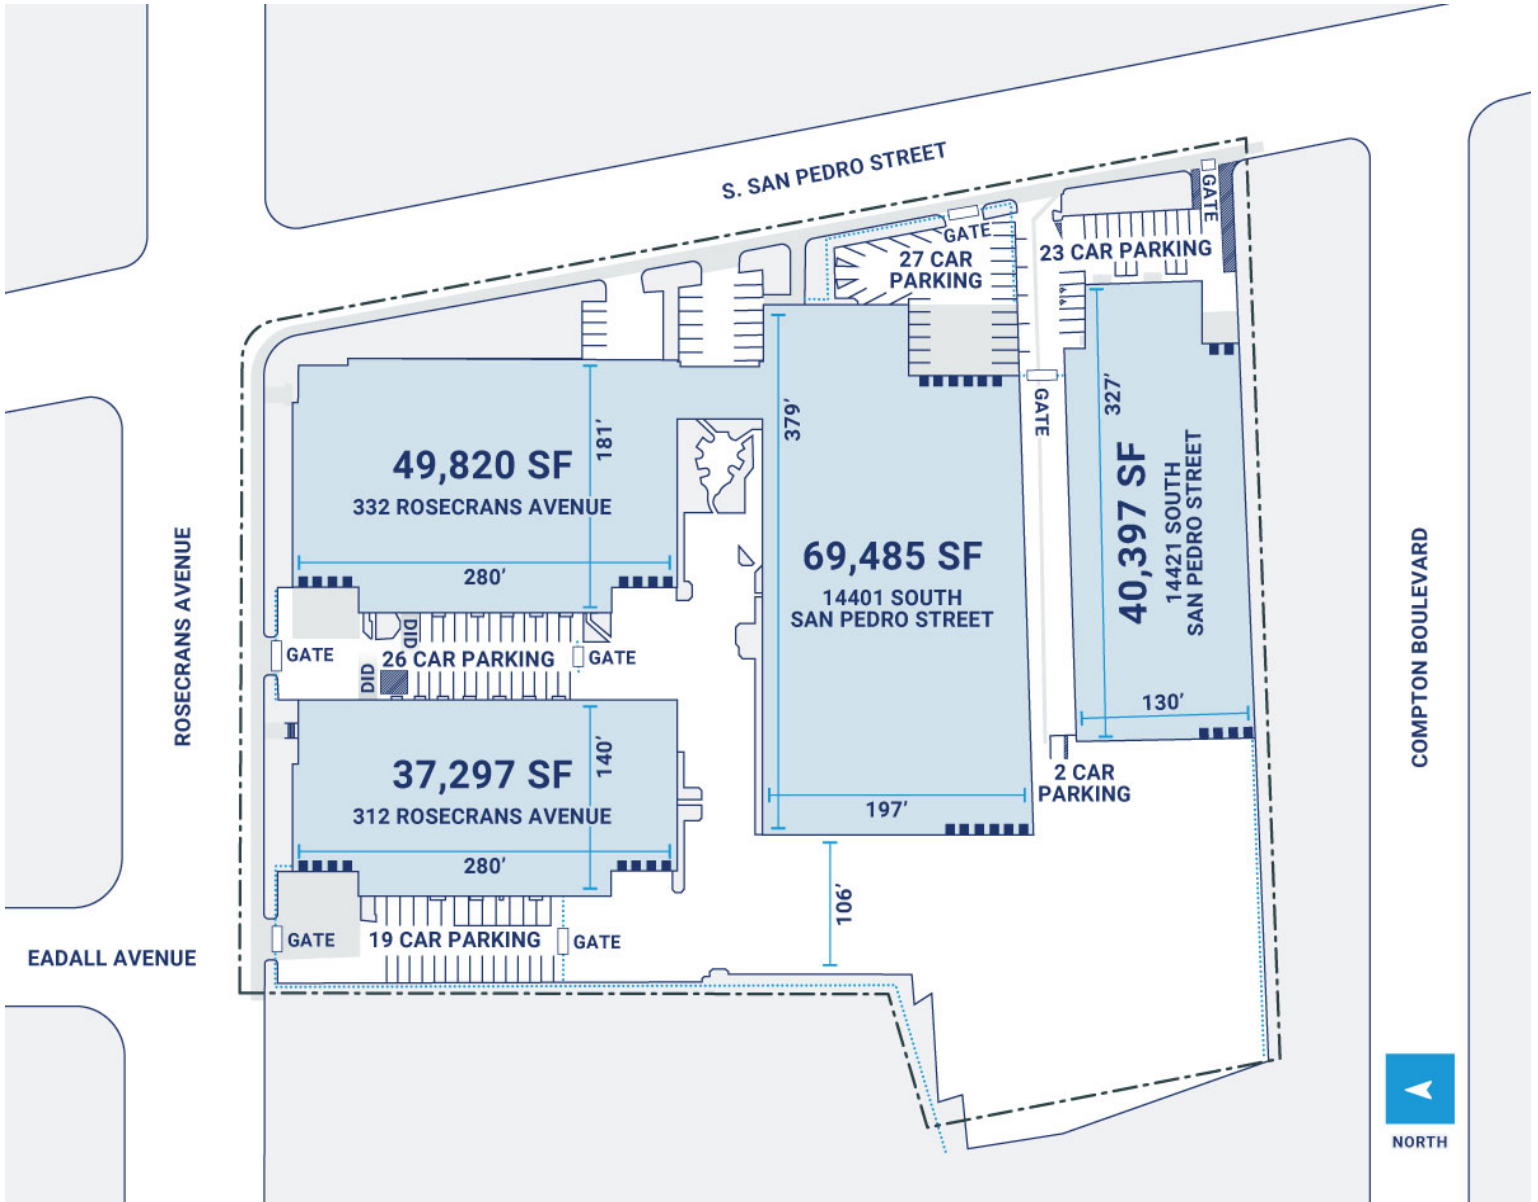 S. SAN PEDRO STREET
GATE
GATE
27 CAR
PARKING
23 CAR PARKING
GATE
49,820 SF
332 ROSECRANS AVENUE
181'
280'
379'
69,485 SF
14401 SOUTH
SAN PEDRO STREET
197'
327'
40,397 SF
14421 SOUTH
SAN PEDRO STREET
130'
2 CAR
PARKING
ROSECRANS AVENUE
GATE
DID
DID
26 CAR PARKING
GATE
37,297 SF
312 ROSECRANS AVENUE
140'
280'
106'
GATE
19 CAR PARKING
GATE
EADALL AVENUE
COMPTON BOULEVARD
NORTH